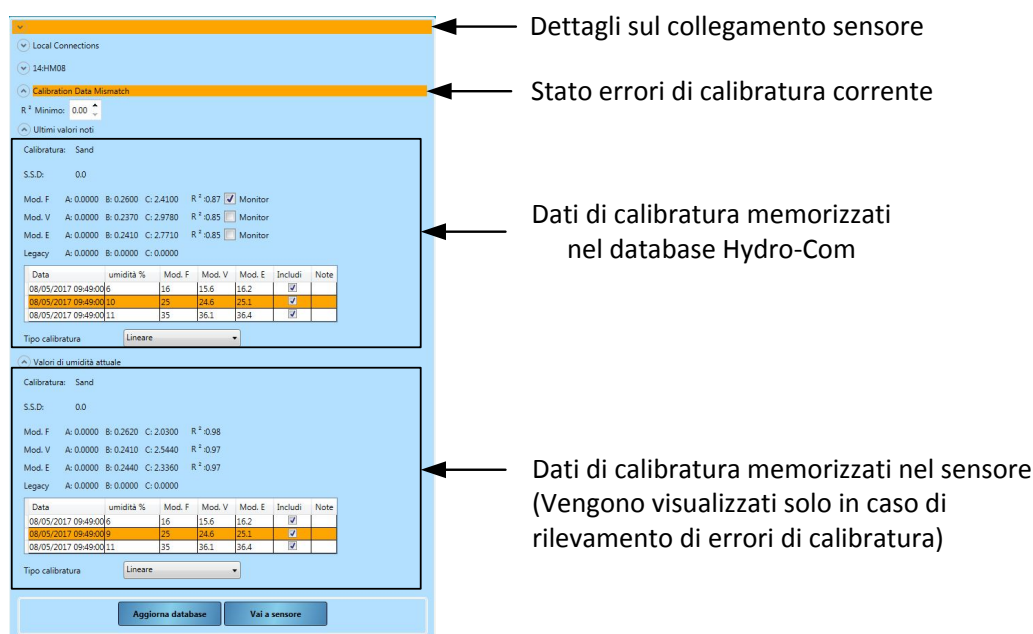 Dettagli sul collegamento sensore
Local Connections
14:HM08
Calibration Data Mismatch
Stato errori di calibratura corrente
R ² Minimo: 0.00
Ultimi valori noti
Calibratura: Sand
S.S.D: 0.0
Mod. F A: 0.0000 B: 0.2600 C: 2.4100 R ² :0.87 Monitor
Mod. V A: 0.0000 B: 0.2370 C: 2.9780 R ² :0.85 Monitor
Mod. E A: 0.0000 B: 0.2410 C: 2.7710 R ² :0.85 Monitor
Legacy A: 0.0000 B: 0.0000 C: 0.0000
Dati di calibratura memorizzati
nel database Hydro-Com
Data umidità % Mod. F Mod. V Mod. E Includi Note
08/05/2017 09:49:00 6 16 15.6 16.2
08/05/2017 09:49:00 10 25 24.6 25.1
08/05/2017 09:49:00 11 35 36.1 36.4
Tipo calibratura Lineare
Valori di umidità attuale
Calibratura: Sand
S.S.D: 0.0
Mod. F A: 0.0000 B: 0.2620 C: 2.0300 R ² :0.98
Mod. V A: 0.0000 B: 0.2410 C: 2.5440 R ² :0.97
Mod. E A: 0.0000 B: 0.2440 C: 2.3360 R ² :0.97
Legacy A: 0.0000 B: 0.0000 C: 0.0000
Dati di calibratura memorizzati nel sensore
(Vengono visualizzati solo in caso di
rilevamento di errori di calibratura)
Data umidità % Mod. F Mod. V Mod. E Includi Note
08/05/2017 09:49:00 6 16 15.6 16.2
08/05/2017 09:49:00 9 25 24.6 25.1
08/05/2017 09:49:00 11 35 36.1 36.4
Tipo calibratura Lineare
Aggiorna database Vai a sensore